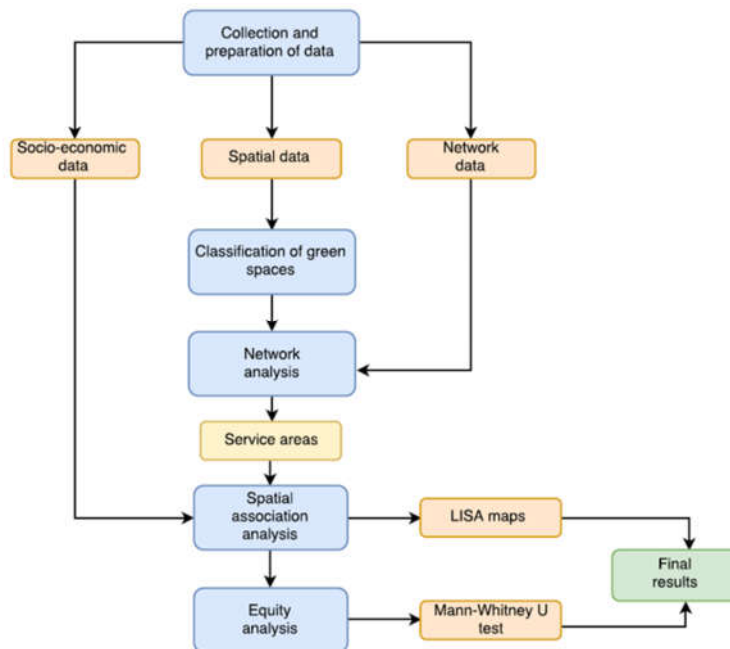 Collection and
preparation of data
Socio-economic
data
Spatial data
Network
data
Classification of green
spaces
Network
analysis
Service areas
Spatial
association
analysis
LISA maps
Final
results
Equity
analysis
Mann-Whitney U
test